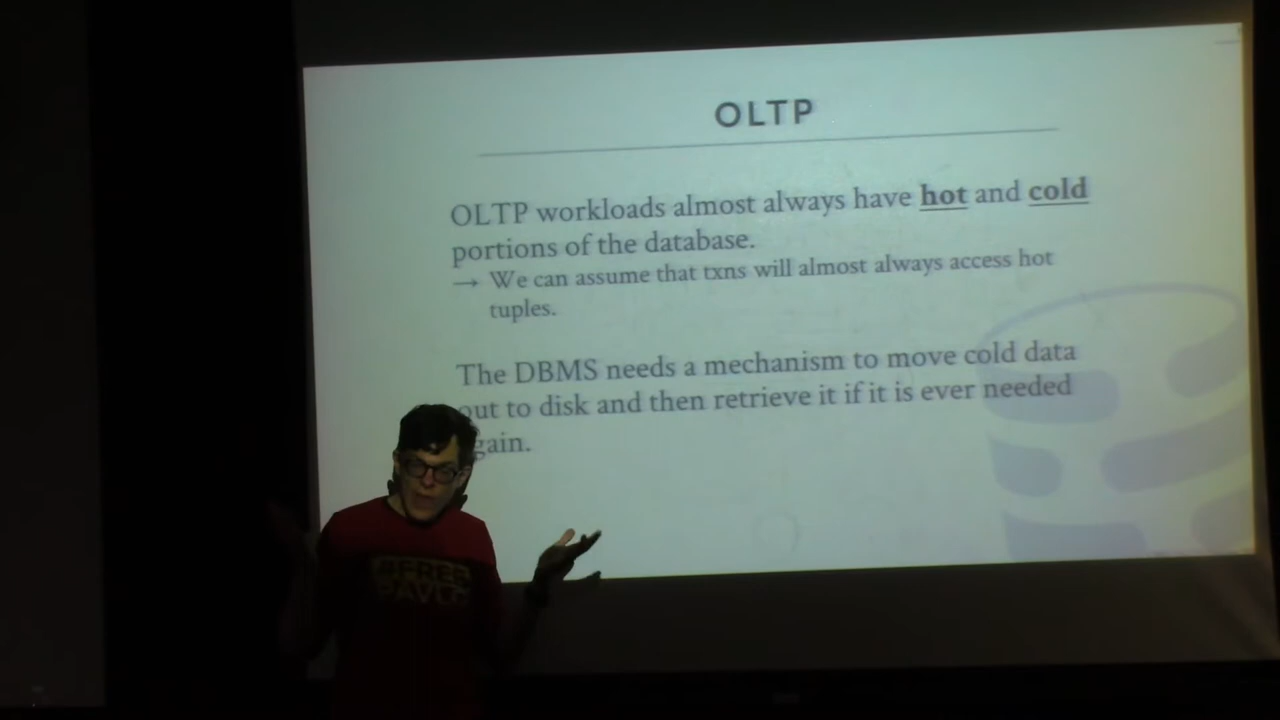 OLTP
OLTP workloads almost always have hot and cold
portions of the database.
→ We can assume that txns will almost always access hot
tuples.
The DBMS needs a mechanism to move cold data
out to disk and then retrieve it if it is ever needed
gain.
#FREE
PAVLO